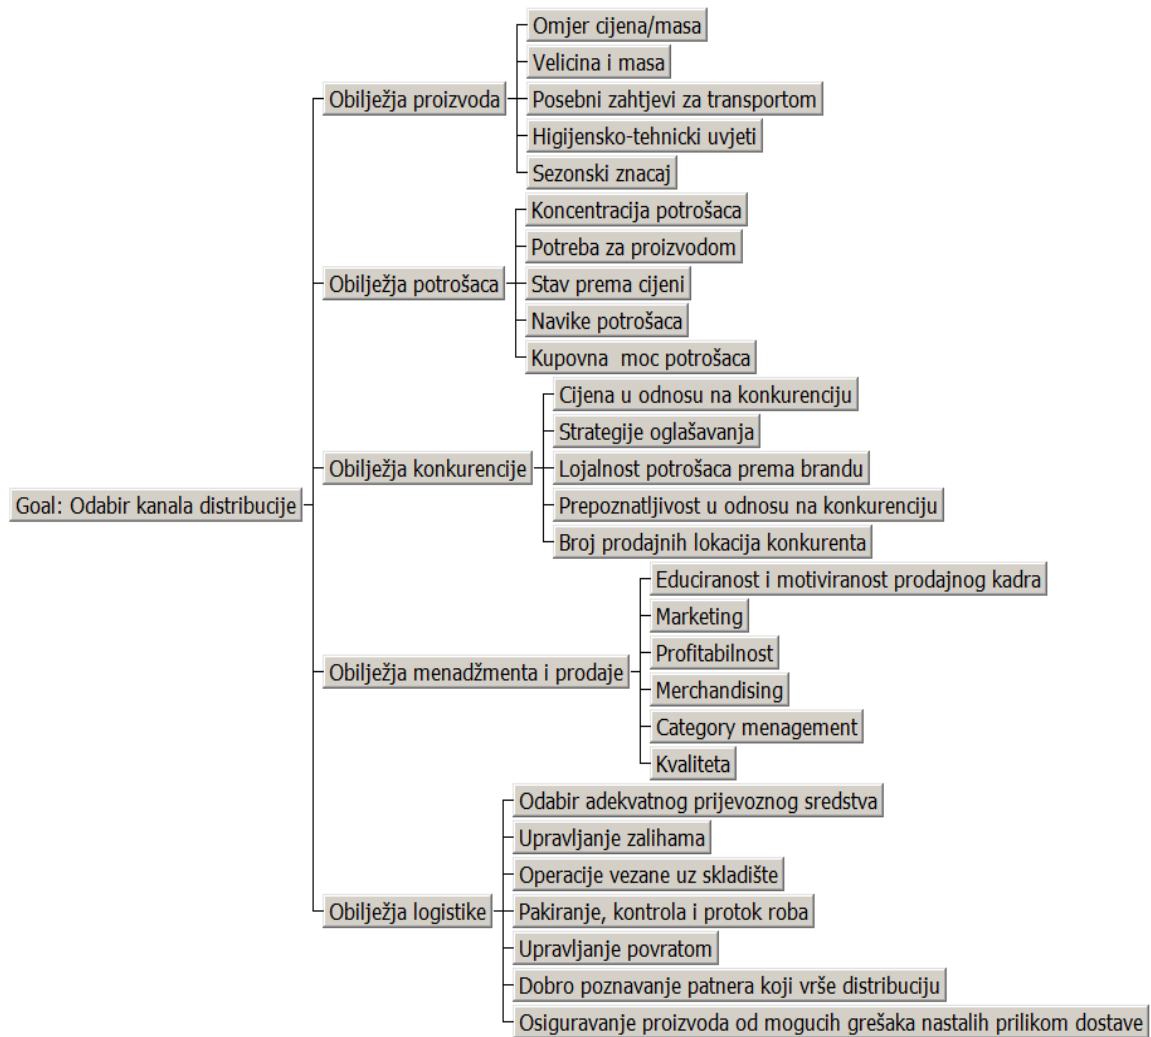 Goal: Odabir kanala distribucije
Obilježja proizvoda
Omjer cijena/masa
Velicina i masa
Posebni zahtjevi za transportom
Higijensko-tehnicki uvjeti
Sezonski znacaj
Obilježja potrošaca
Koncentracija potrošaca
Potreba za proizvodom
Stav prema cijeni
Navike potrošaca
Kupovna  moc potrošaca
Obilježja konkurencije
Cijena u odnosu na konkurenciju
Strategije oglašavanja
Lojalnost potrošaca prema brandu
Prepoznatljivost u odnosu na konkurenciju
Broj prodajnih lokacija konkurenta
Obilježja menadžmenta i prodaje
Educiranost i motiviranost prodajnog kadra
Marketing
Profitabilnost
Merchandising
Category menagement
Kvaliteta
Obilježja logistike
Odabir adekvatnog prijevoznog sredstva
Upravljanje zalihama
Operacije vezane uz skladište
Pakiranje, kontrola i protok roba
Upravljanje povratom
Dobro poznavanje patnera koji vrše distribuciju
Osiguravanje proizvoda od mogucih grešaka nastalih prilikom dostave